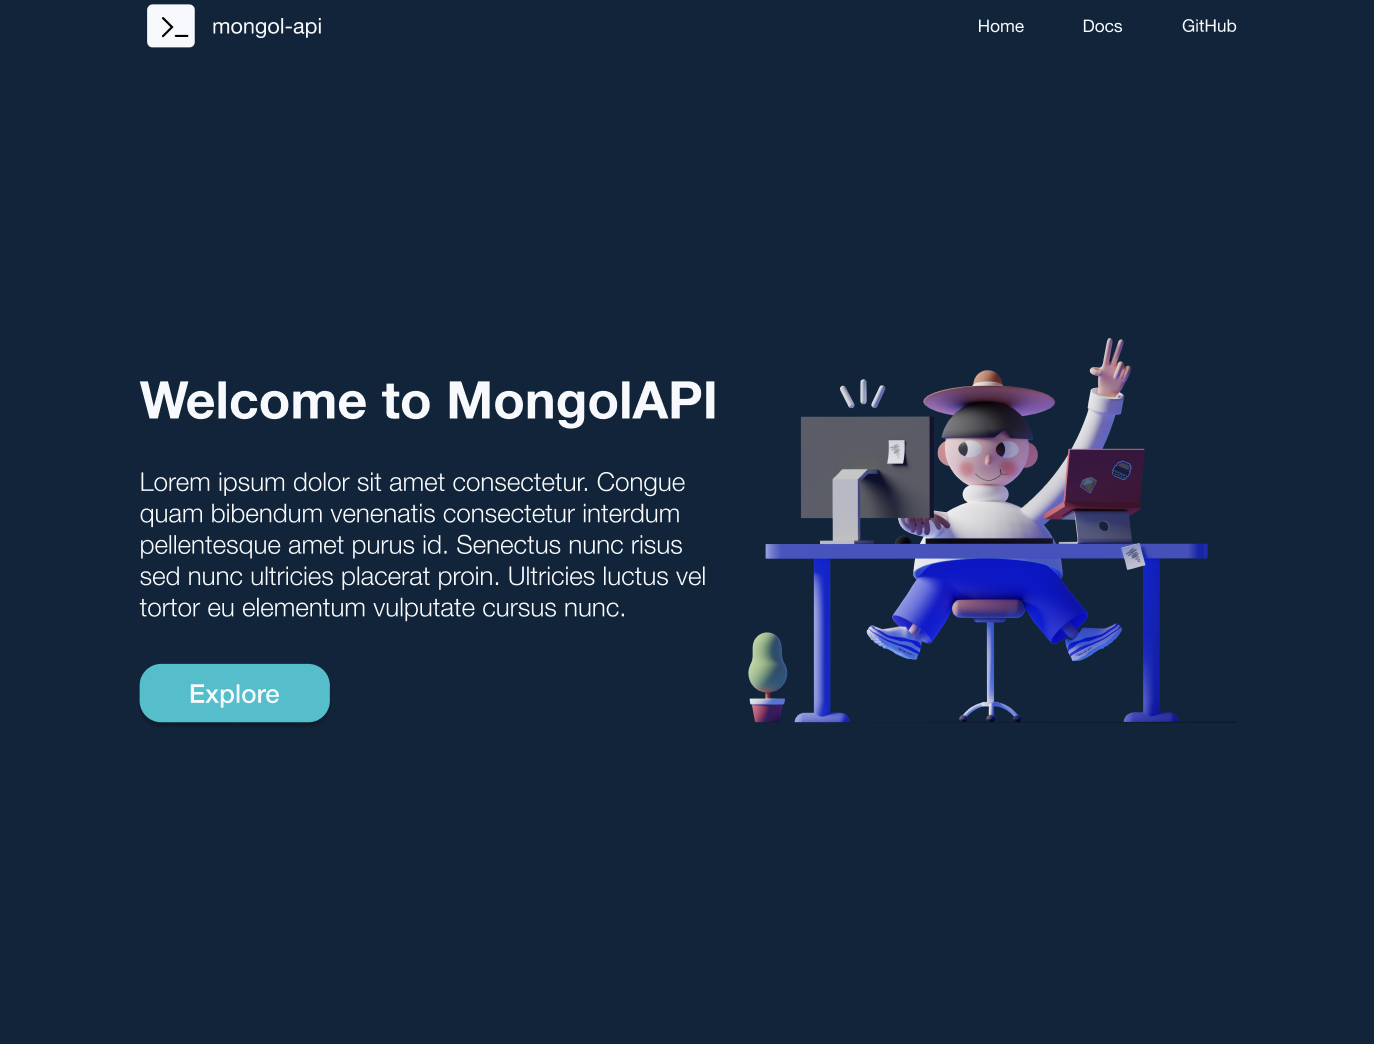 >_ mongol-api
Home Docs GitHub
Welcome to MongolAPI
Lorem ipsum dolor sit amet consectetur. Congue
quam bibendum venenatis consectetur interdum
pellentesque amet purus id. Senectus nunc risus
sed nunc ultricies placerat proin. Ultricies luctus vel
tortor eu elementum vulputate cursus nunc.
Explore